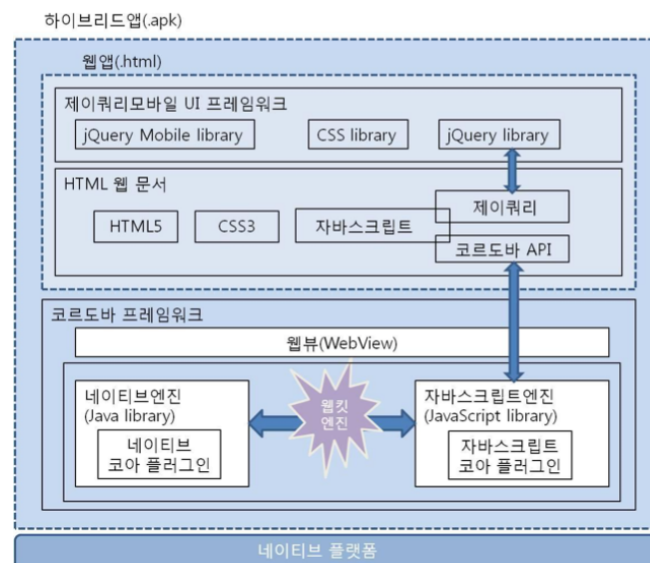 하이브리드앱(.apk)
웹앱(.html)
제이쿼리모바일 UI 프레임워크
jQuery Mobile library
CSS library
jQuery library
HTML 웹 문서
HTML5
CSS3
자바스크립트
제이쿼리
코르도바 API
코르도바 프레임워크
웹뷰(WebView)
네이티브엔진
(Java library)
네이티브
코아 플러그인
웹킷
엔진
자바스크립트엔진
(JavaScript library)
자바스크립트
코아 플러그인
네이티브 플랫폼